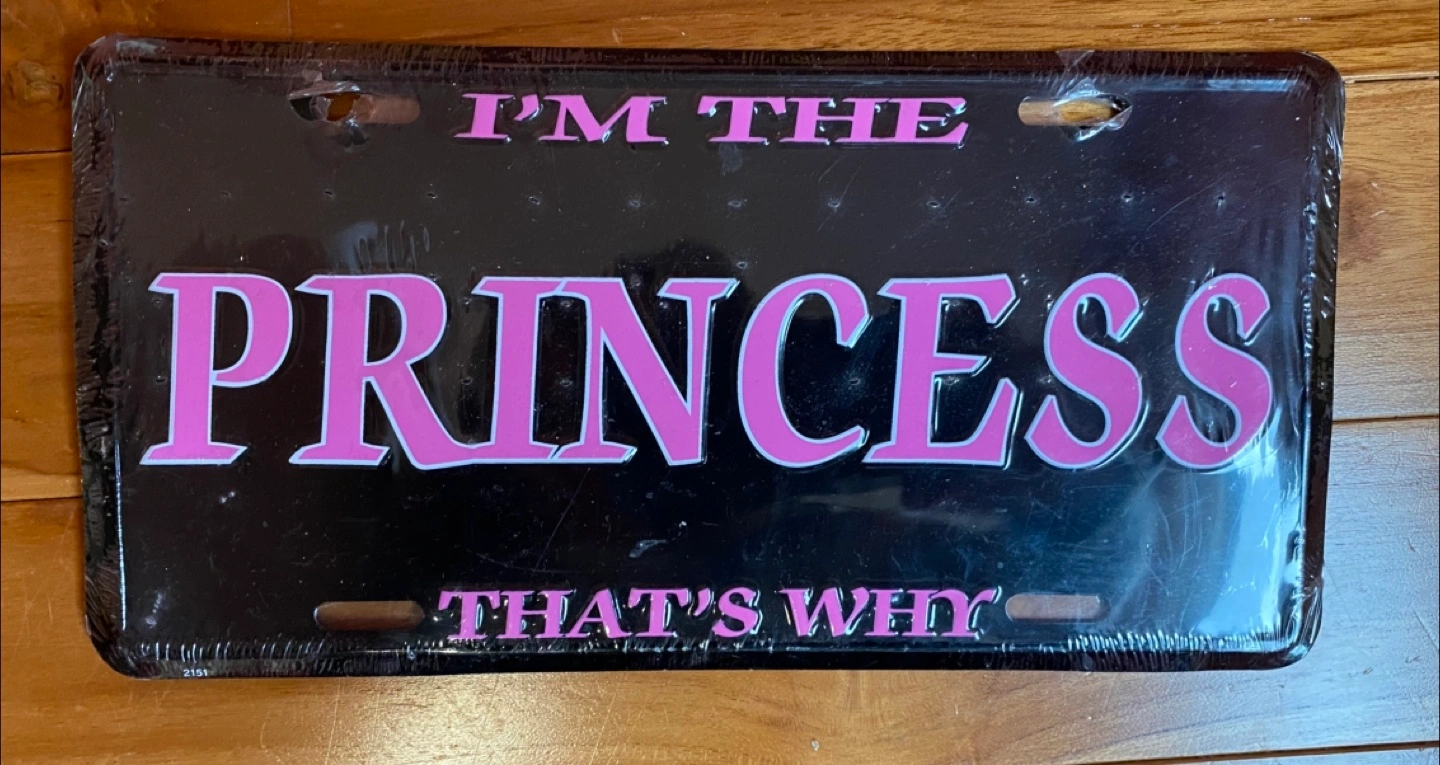 I'M THE
PRINCESS
THAT'S WHY
2151